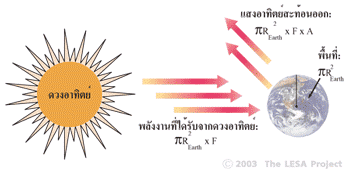 แสงอาทิตย์สะท้อนออก:
πR²Earth x F x A
พื้นที่:
πR²Earth
ดวงอาทิตย์
พลังงานที่ได้รับจากดวงอาทิตย์:
πR²Earth x F
© 2003 The LESA Project